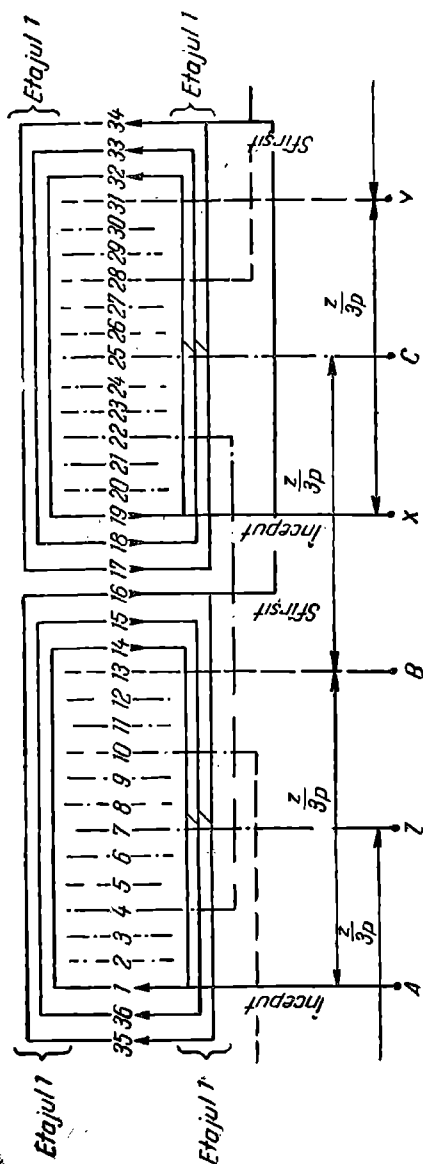 Etajul 1
Etajul 1
35 36 1 2 3 4 5 6 7 8 9 10 11 12 13 14 15 16 17 18 19 20 21 22 23 24 25 26 27 28 29 30 31 32 33 34
Etajul 1
Etajul 1
început
Sfîrșit
început
Sfîrșit
z/3p
z/3p
z/3p
z/3p
A Z B X C Y